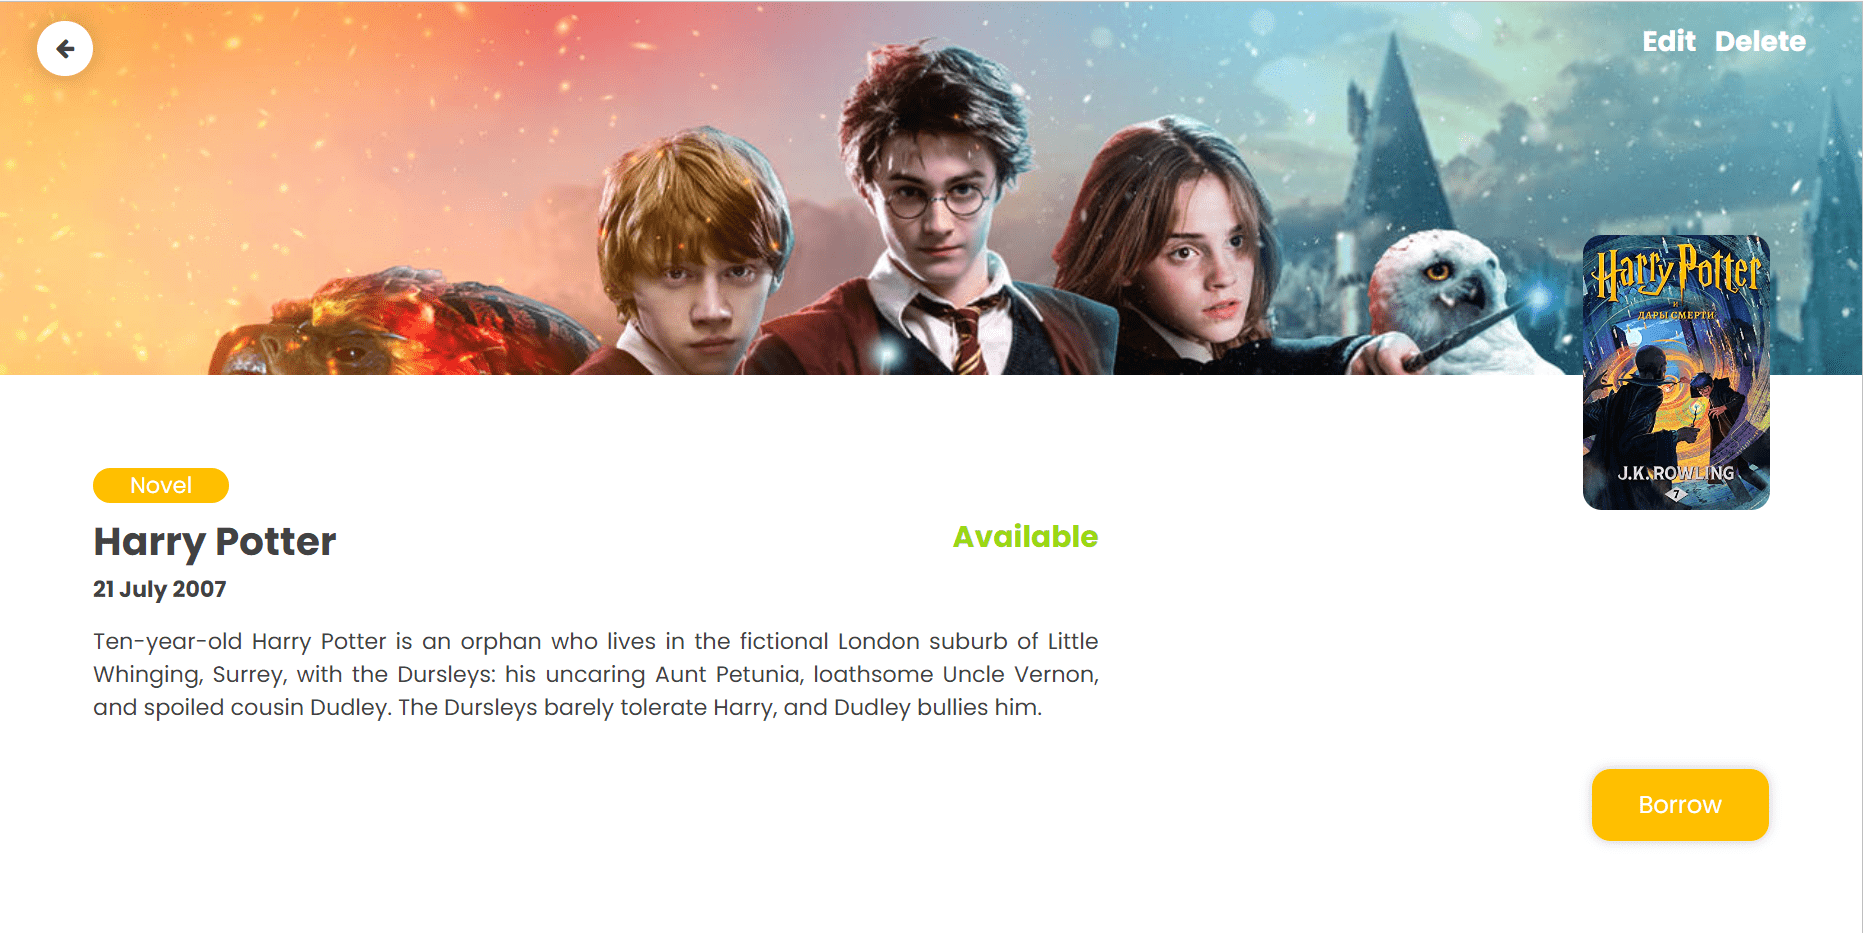 Edit Delete
Harry Potter
И
ДАРЫ СМЕРТИ
J.K. ROWLING
7
Novel
Harry Potter
Available
21 July 2007
Ten-year-old Harry Potter is an orphan who lives in the fictional London suburb of Little
Whinging, Surrey, with the Dursleys: his uncaring Aunt Petunia, loathsome Uncle Vernon,
and spoiled cousin Dudley. The Dursleys barely tolerate Harry, and Dudley bullies him.
Borrow